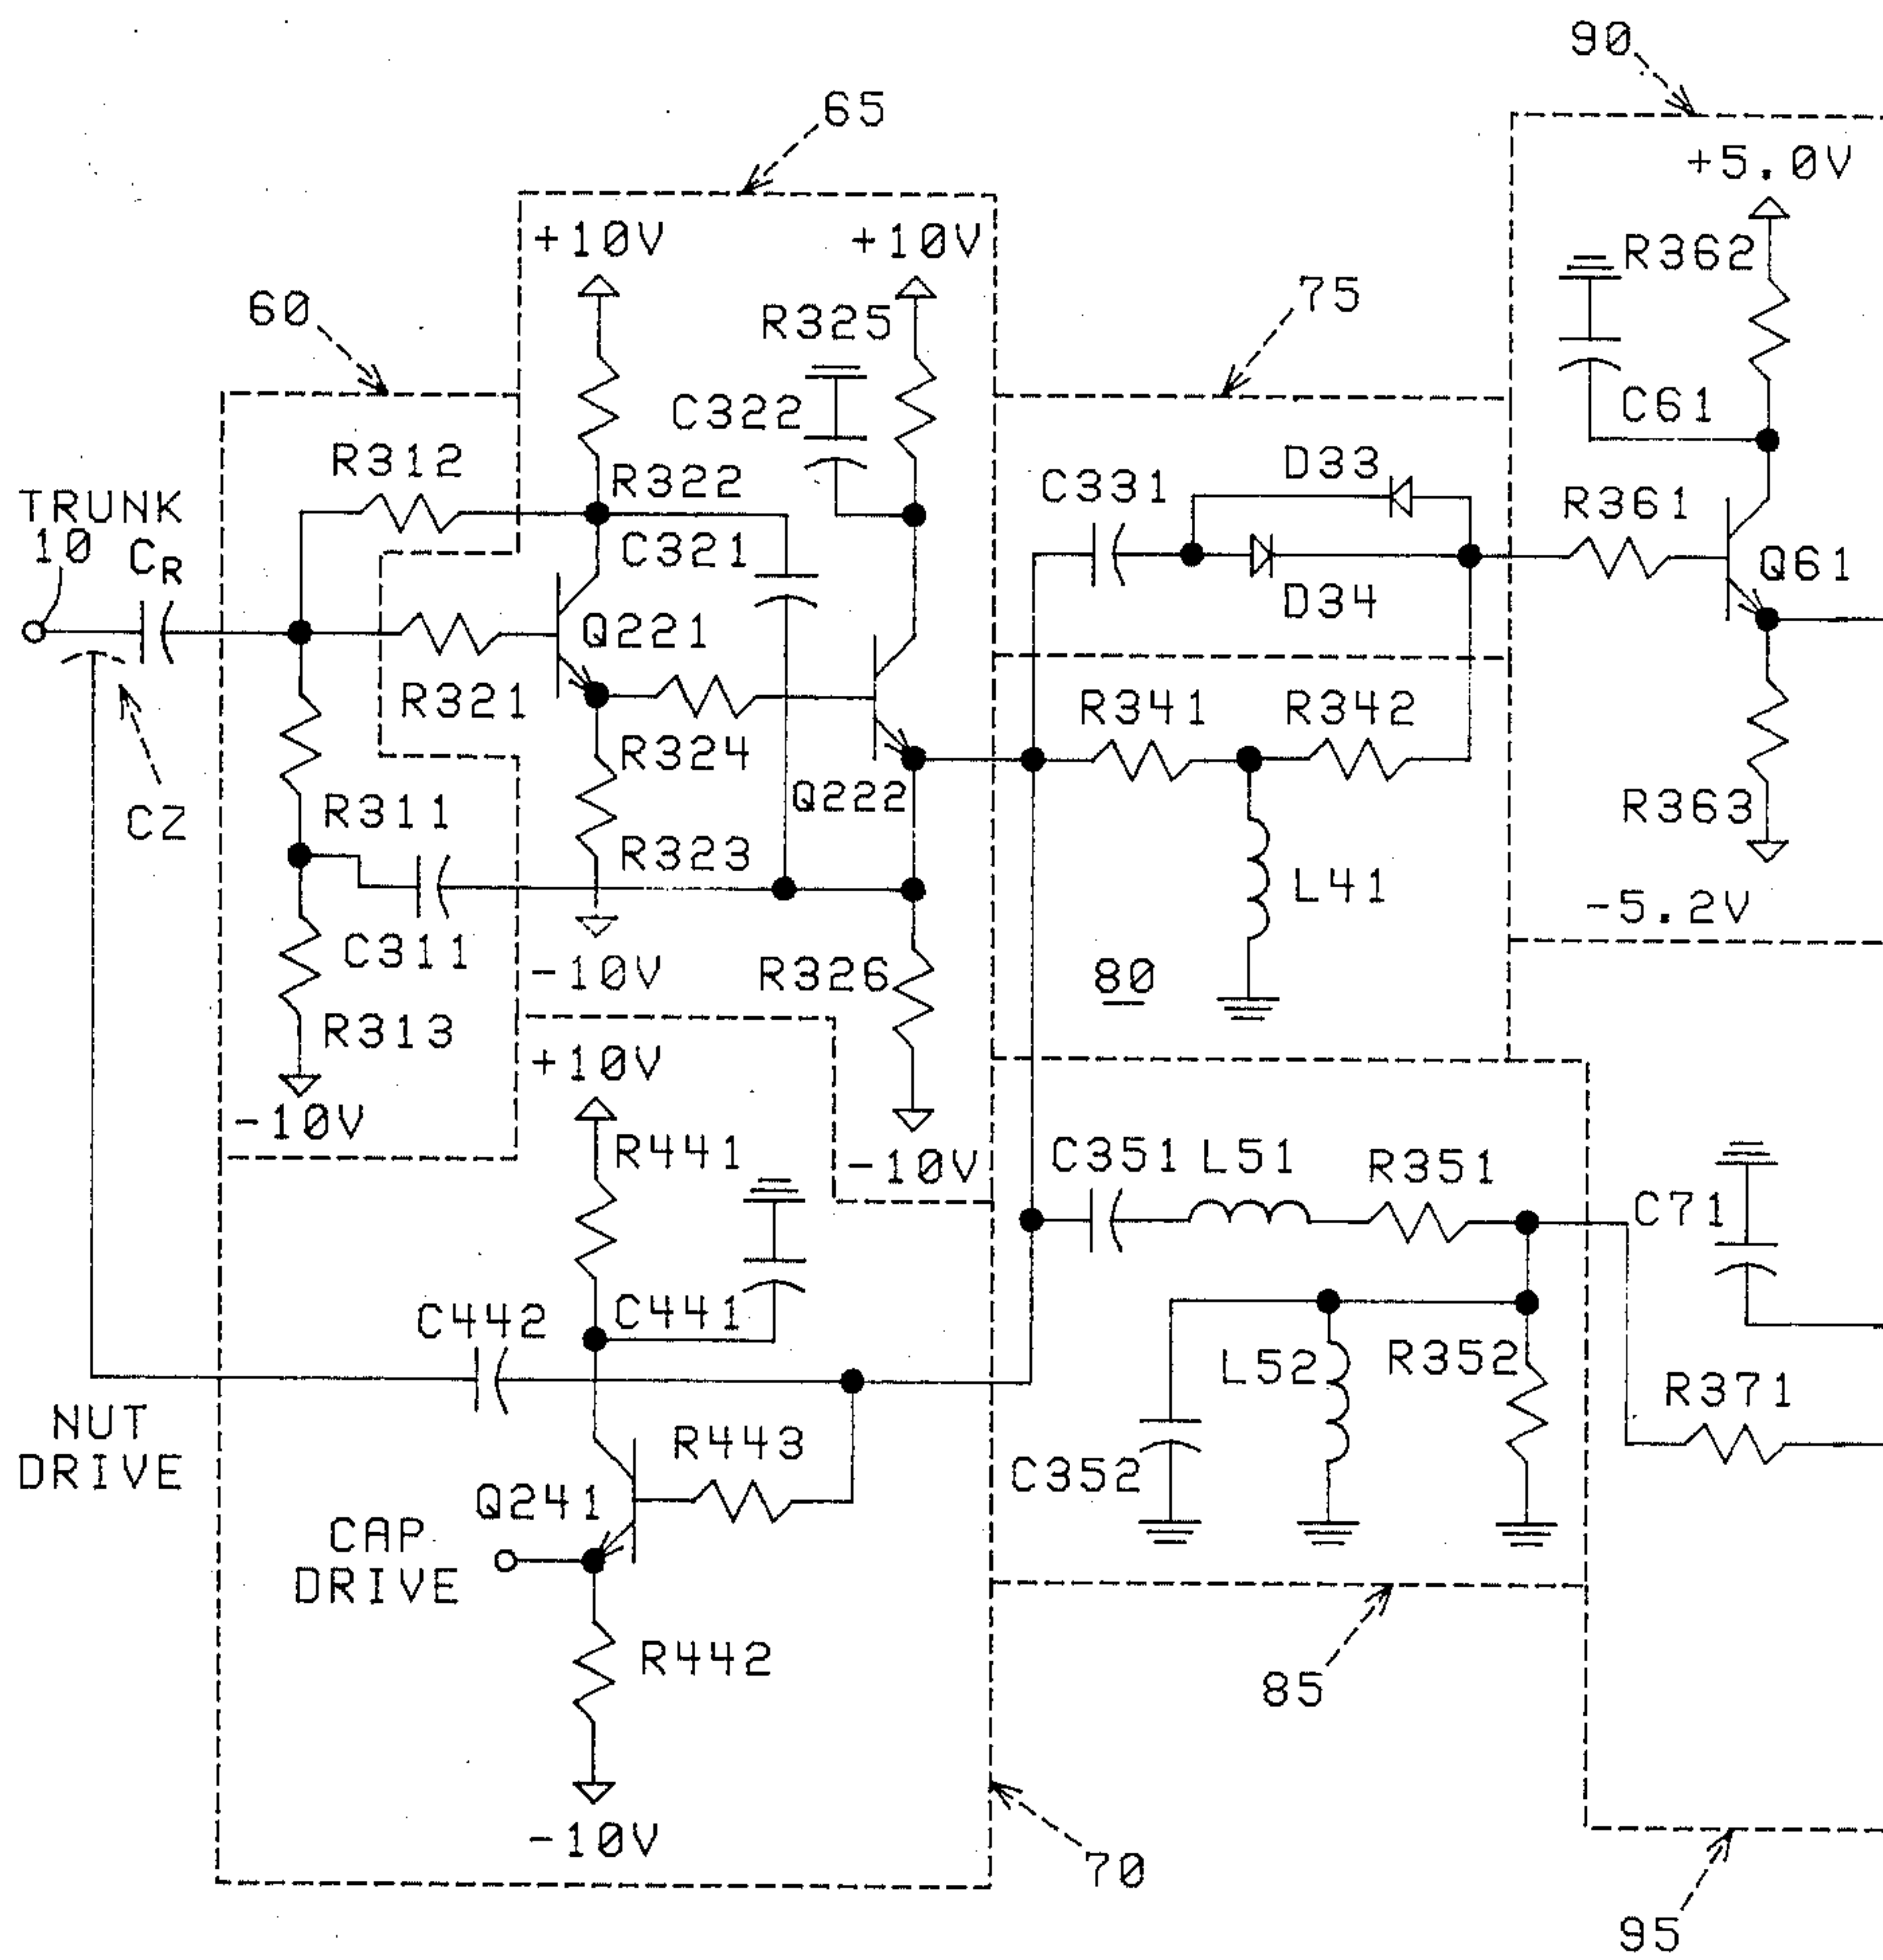 90
65
+5.0V
+10V
+10V
R362
60
R325
75
C322
C61
R312
R322
C331
D33
R361
TRUNK
10
CR
C321
Q61
D34
Q221
R321
R324
R341
R342
CZ
R311
Q222
R363
R323
L41
-5.2V
C311
-10V
R326
80
R313
+10V
-10V
R441
-10V
C351
L51
R351
C71
C442
C441
L52
R352
R371
NUT
DRIVE
R443
C352
Q241
CAP
DRIVE
R442
85
-10V
70
95